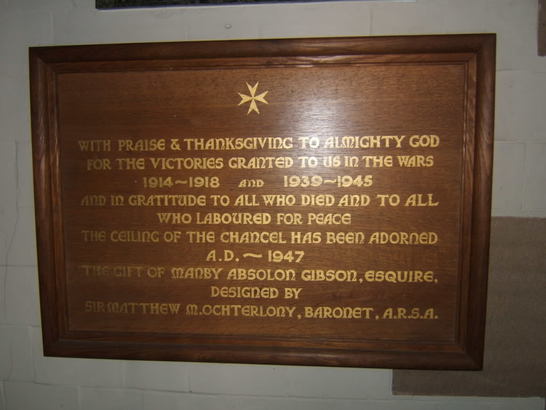 WITH PRAISE & THANKSGIVING TO ALMIGHTY GOD
FOR THE VICTORIES GRANTED TO US IN THE WARS
1914~1918 AND 1939~1945
AND IN GRATITUDE TO ALL WHO DIED AND TO ALL
WHO LABOURED FOR PEACE
THE CEILING OF THE CHANCEL HAS BEEN ADORNED
A.D.~1947
THE GIFT OF MANBY ABSOLON GIBSON, ESQUIRE,
DESIGNED BY
SIR MATTHEW M. OCHTERLONY, BARONET, A.R.S.A.